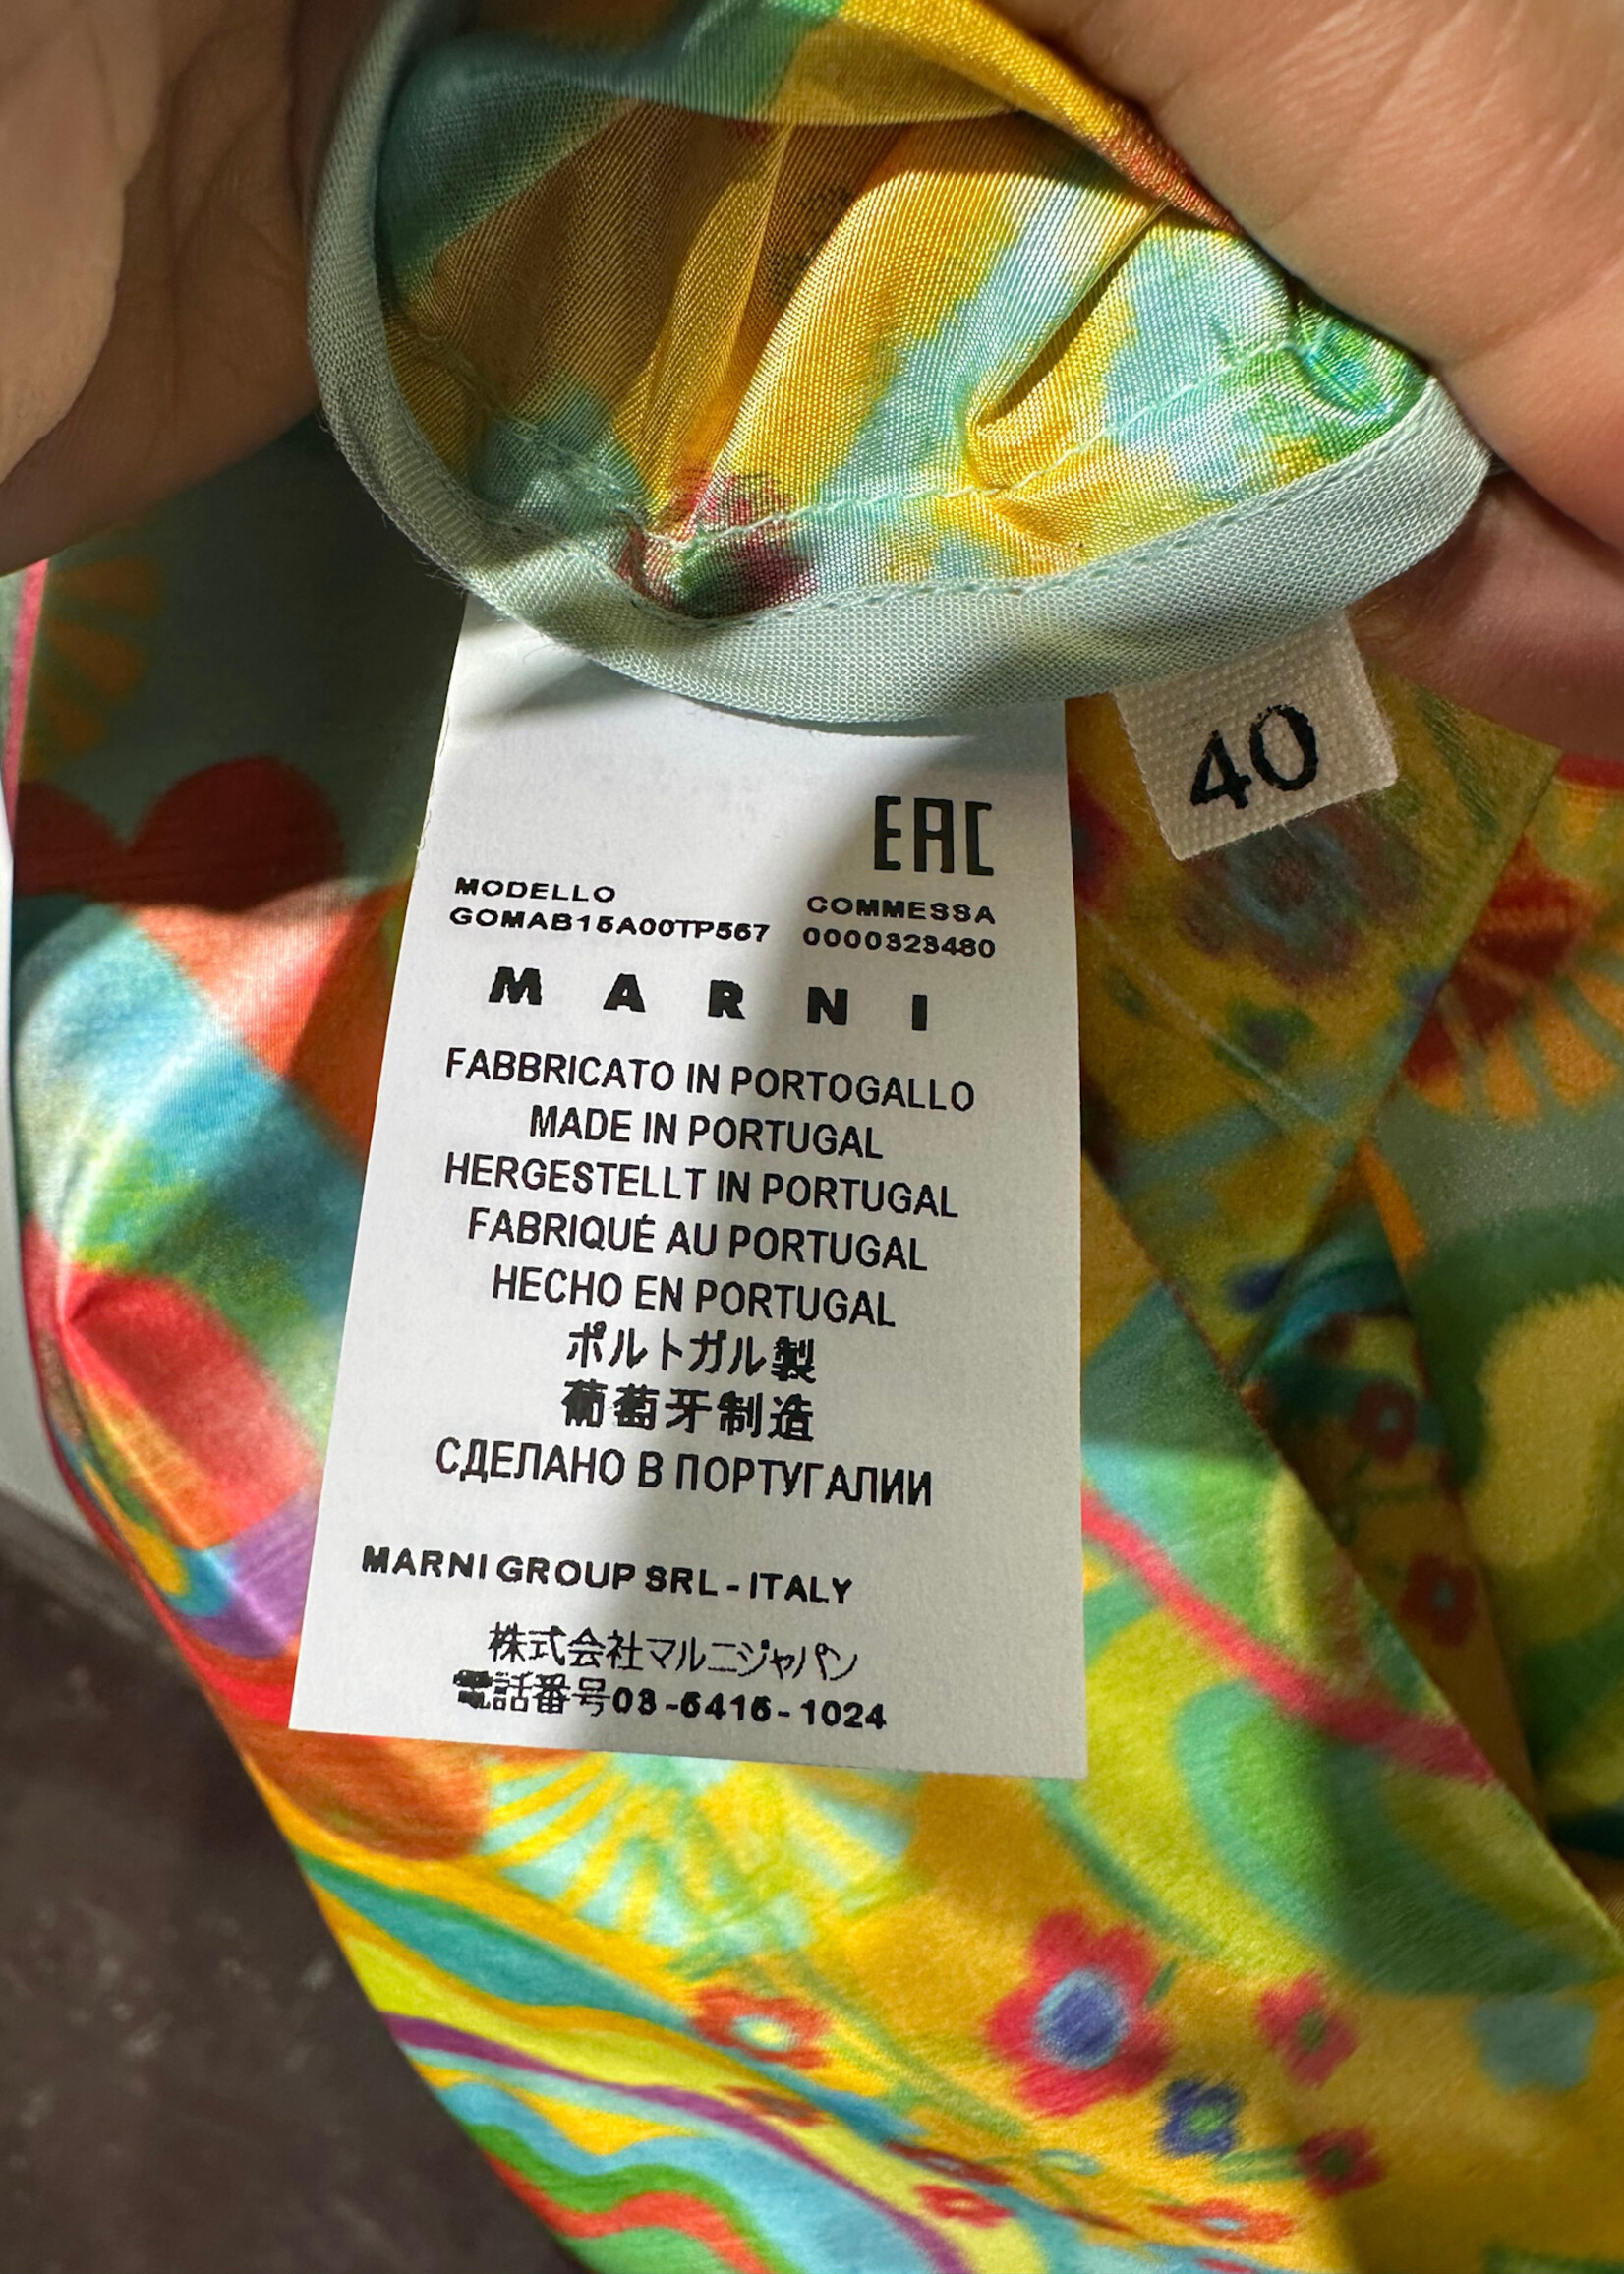 40
EAC
MODELLO COMMESSA
GOMAB15A00TP567 0000323480
MARNI
FABBRICATO IN PORTOGALLO
MADE IN PORTUGAL
HERGESTELLT IN PORTUGAL
FABRIQUÉ AU PORTUGAL
HECHO EN PORTUGAL
ポルトガル製
葡萄牙制造
СДЕЛАНО В ПОРТУГАЛИИ
MARNI GROUP SRL - ITALY
株式会社マルニジャパン
電話番号03-6416-1024